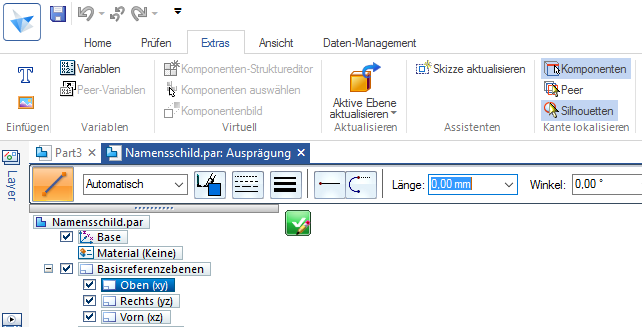 Home Prüfen Extras Ansicht Daten-Management
Variablen Komponenten-Struktureditor Skizze aktualisieren Komponenten
Peer-Variablen Komponenten auswählen Aktive Ebene Peer
Komponentenbild aktualisieren Silhouetten
Einfügen Variablen Virtuell Aktualisieren Assistenten Kante lokalisieren
Part3 Namensschild.par: Ausprägung
Layer
Automatisch Länge: 0,00 mm Winkel: 0,00 °
Namensschild.par
Base
Material (Keine)
Basisreferenzebenen
Oben (xy)
Rechts (yz)
Vorn (xz)